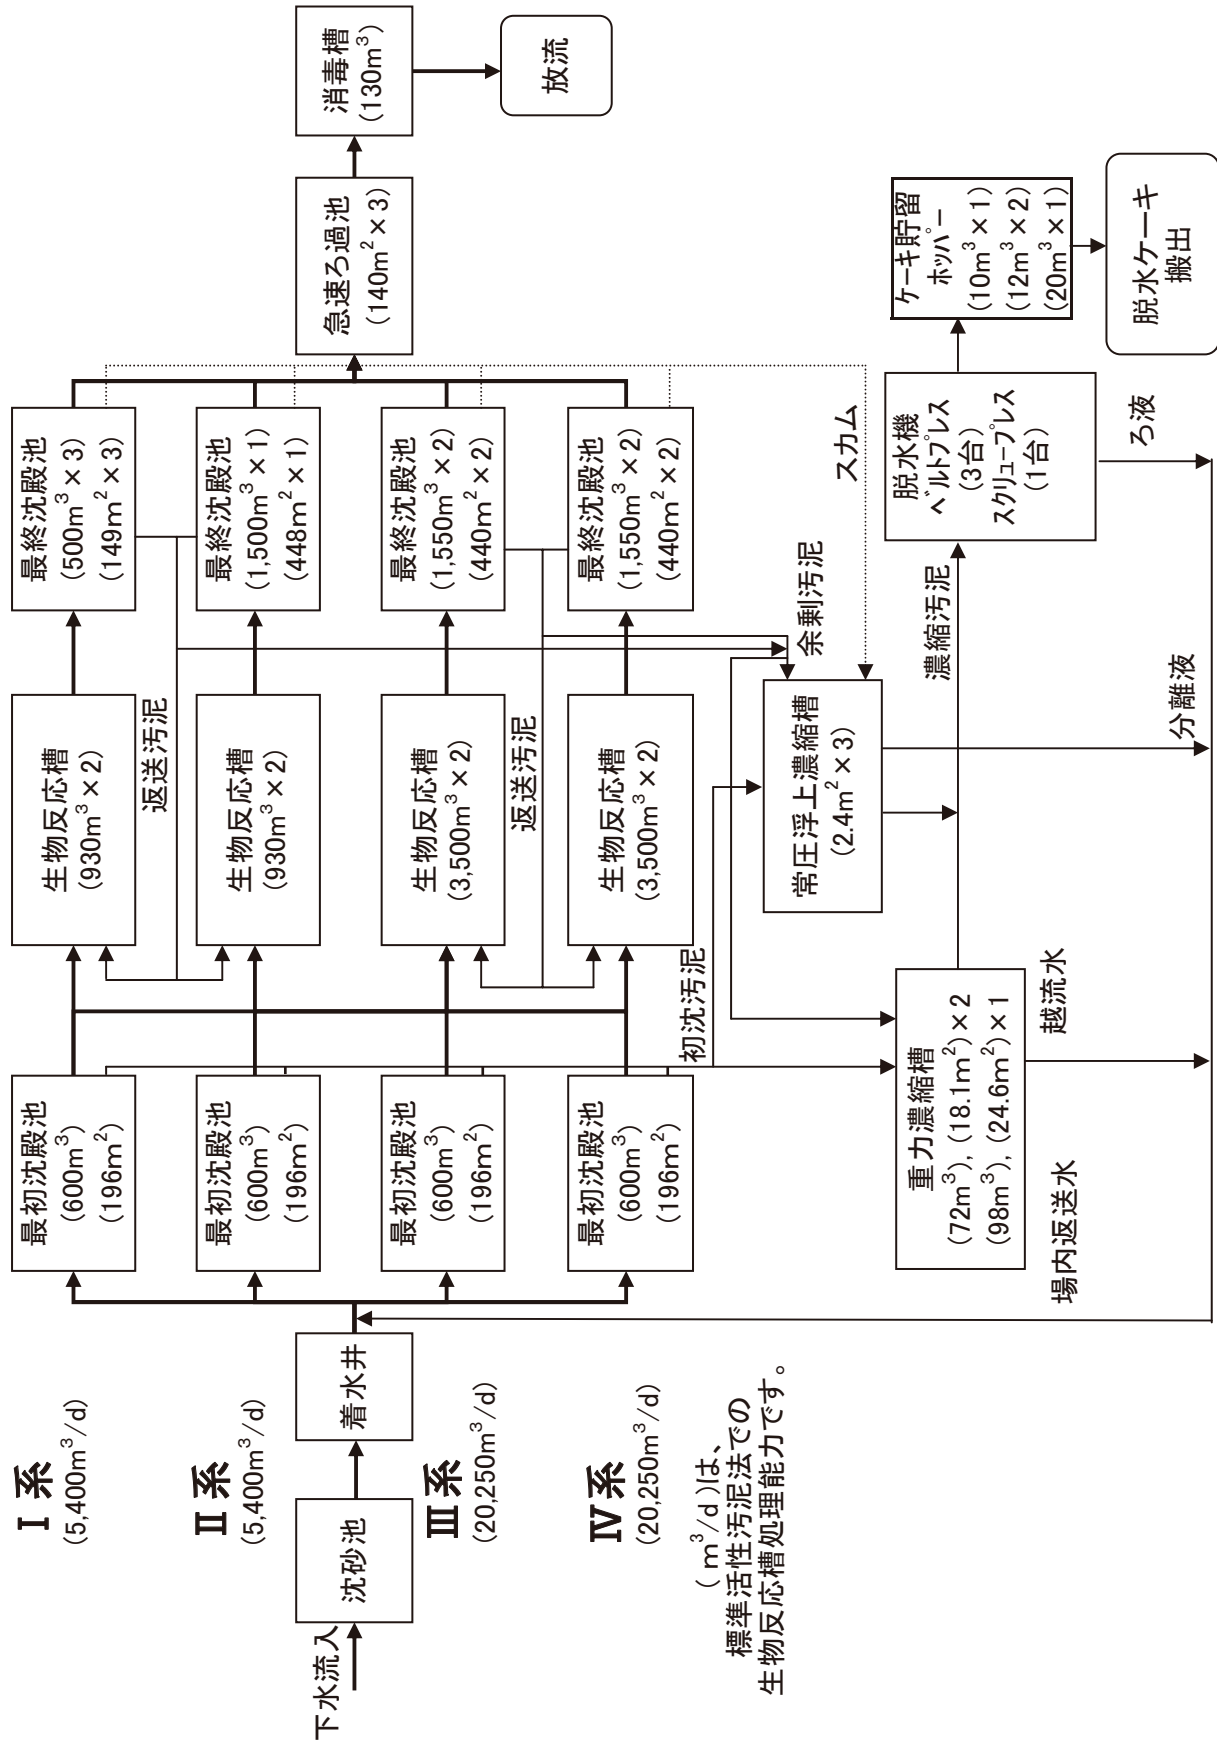 Ⅰ系
(5,400m³/d)
Ⅱ系
(5,400m³/d)
Ⅲ系
(20,250m³/d)
Ⅳ系
(20,250m³/d)
(m³/d)は、
標準活性汚泥法での
生物反応槽処理能力です。
下水流入
沈砂池
着水井
最初沈殿池
(600m³)
(196m²)
最初沈殿池
(600m³)
(196m²)
最初沈殿池
(600m³)
(196m²)
最初沈殿池
(600m³)
(196m²)
初沈汚泥
生物反応槽
(930m³×2)
返送汚泥
生物反応槽
(930m³×2)
生物反応槽
(3,500m³×2)
返送汚泥
生物反応槽
(3,500m³×2)
最終沈殿池
(500m³×3)
(149m²×3)
最終沈殿池
(1,500m³×1)
(448m²×1)
最終沈殿池
(1,550m³×2)
(440m²×2)
最終沈殿池
(1,550m³×2)
(440m²×2)
急速ろ過池
(140m²×3)
消毒槽
(130m³)
放流
余剰汚泥
スカム
常圧浮上濃縮槽
(2.4m²×3)
重力濃縮槽
(72m³),(18.1m²)×2
(98m³),(24.6m²)×1
濃縮汚泥
脱水機
ベルトプレス
(3台)
スクリュープレス
(1台)
ケーキ貯留
ホッパー
(10m³×1)
(12m³×2)
(20m³×1)
脱水ケーキ
搬出
場内返送水
越流水
分離液
ろ液